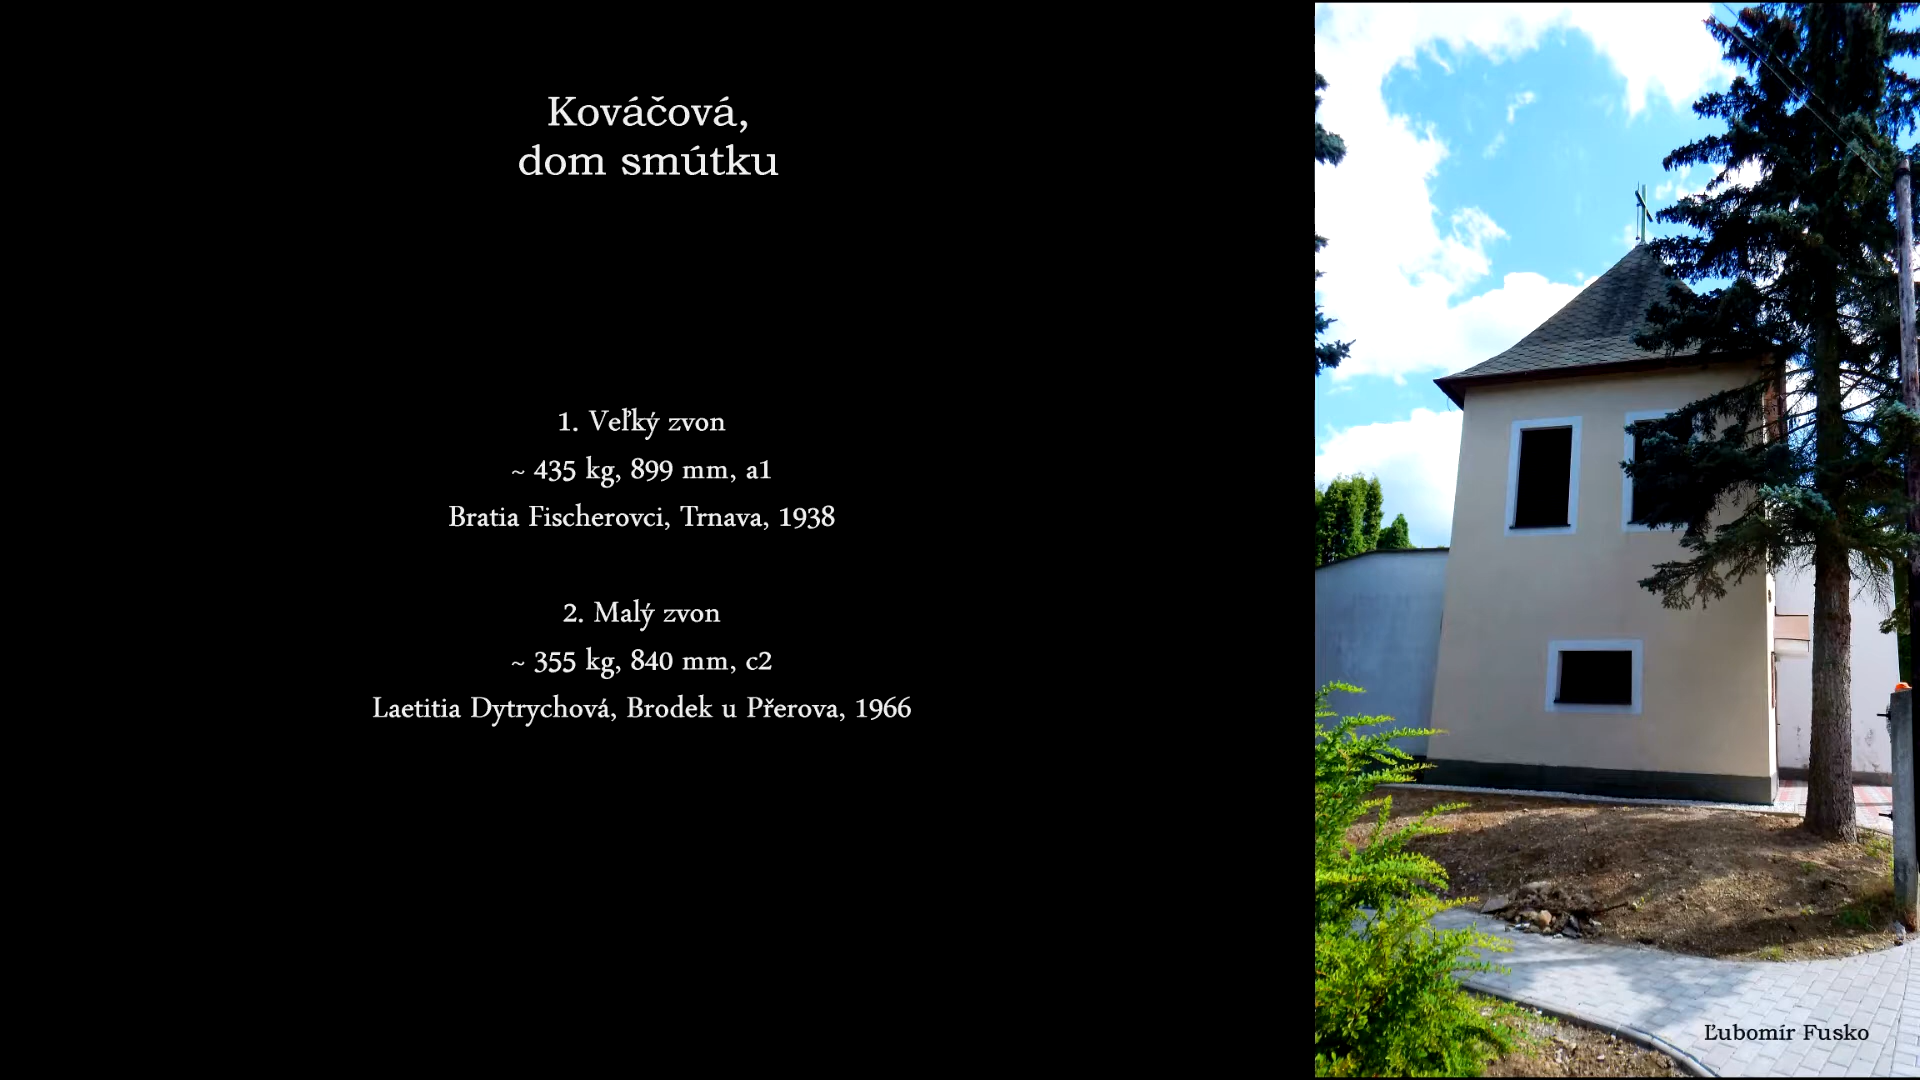 Kováčová,
dom smútku
1. Veľký zvon
~ 435 kg, 899 mm, a1
Bratia Fischerovci, Trnava, 1938
2. Malý zvon
~ 355 kg, 840 mm, c2
Laetitia Dytrychová, Brodek u Přerova, 1966
Ľubomír Fusko